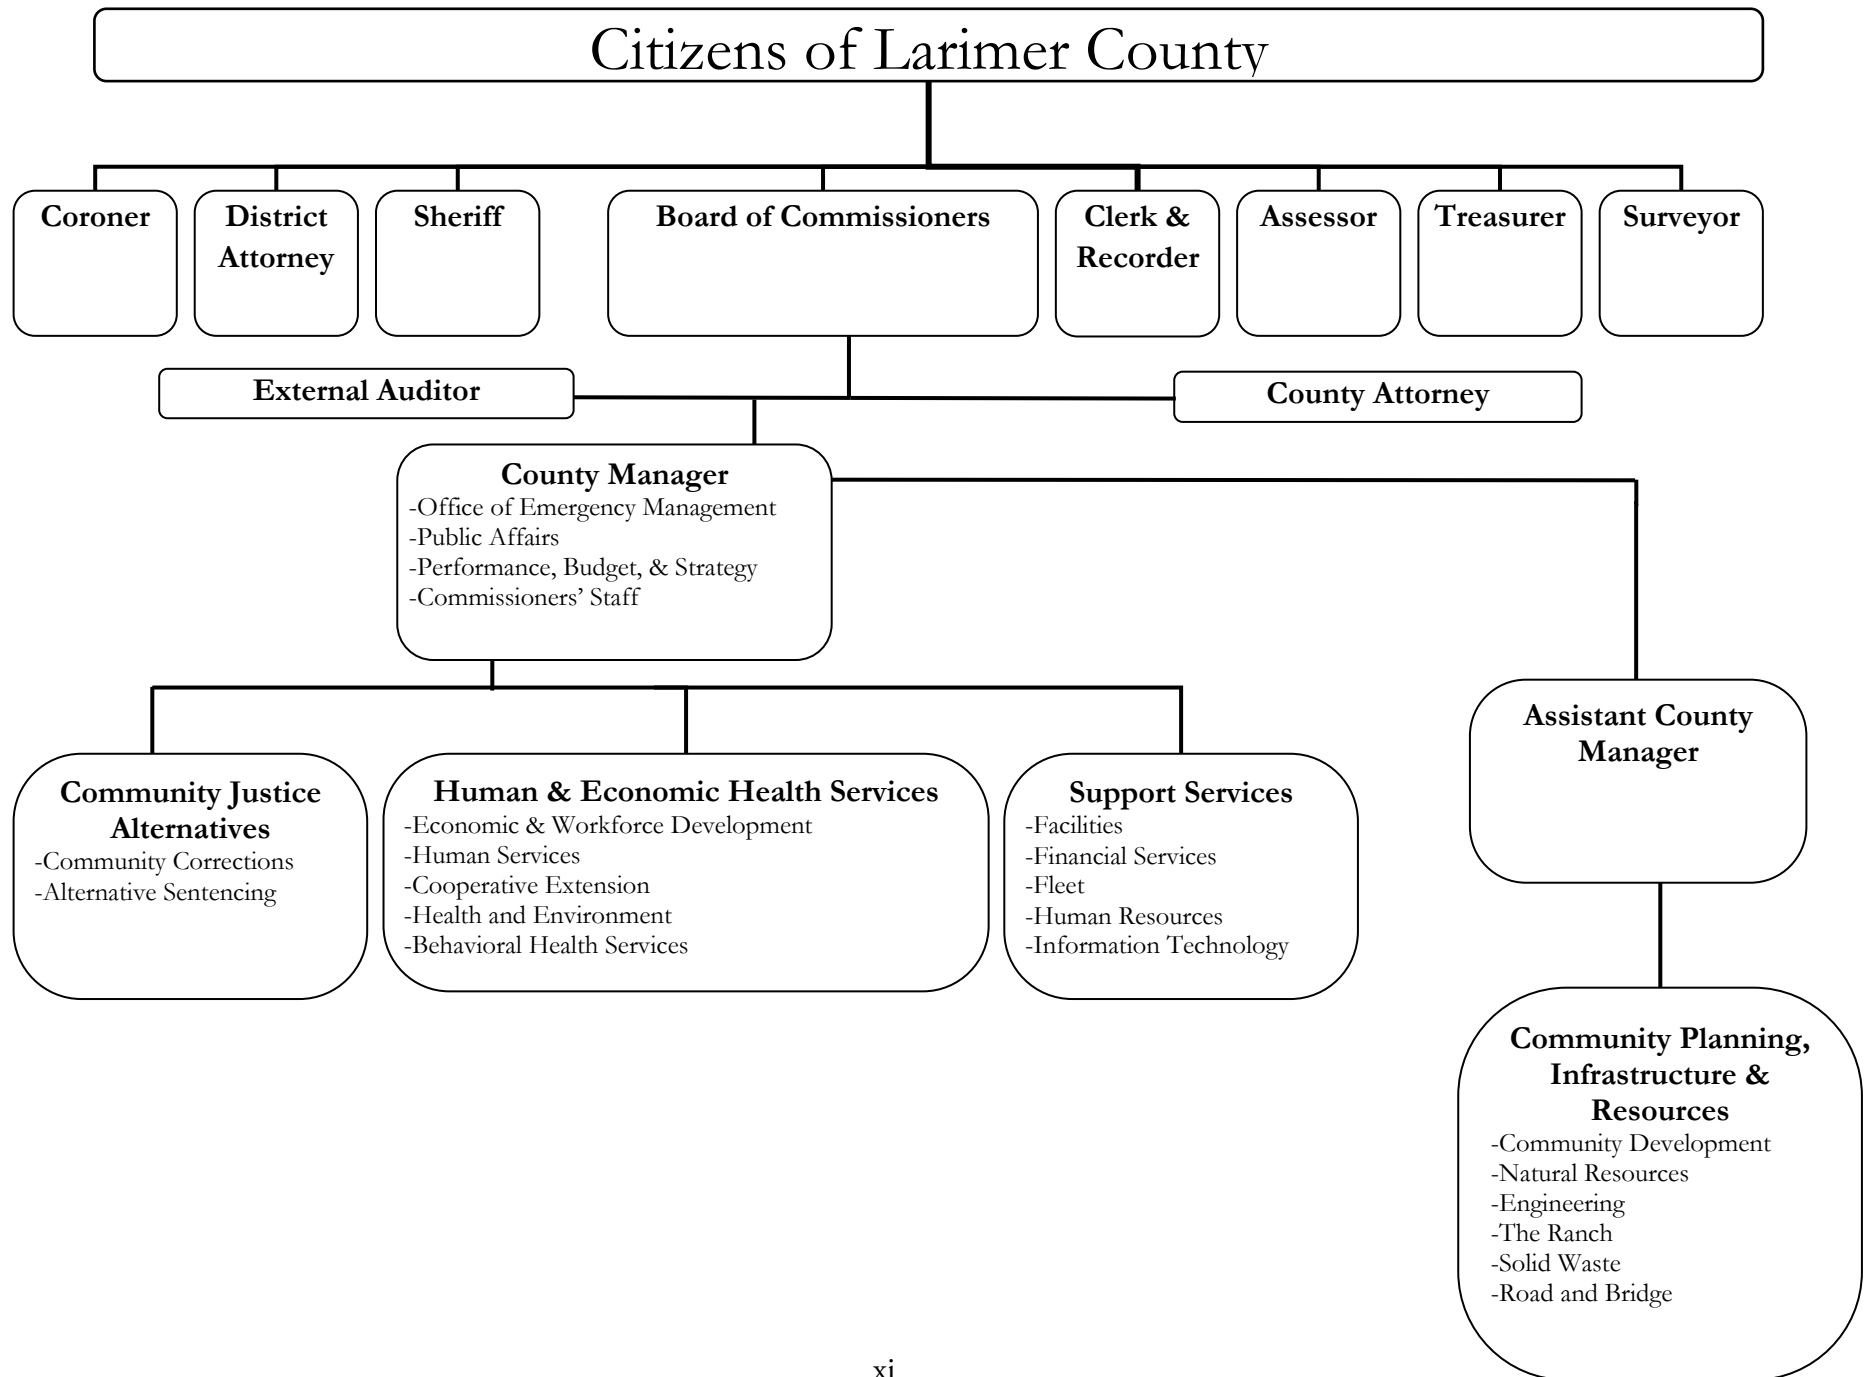 Citizens of Larimer County
Coroner
District
Attorney
Sheriff
Board of Commissioners
Clerk &
Recorder
Assessor
Treasurer
Surveyor
External Auditor
County Attorney
County Manager
-Office of Emergency Management
-Public Affairs
-Performance, Budget, & Strategy
-Commissioners’ Staff
Assistant County
Manager
Community Justice
Alternatives
-Community Corrections
-Alternative Sentencing
Human & Economic Health Services
-Economic & Workforce Development
-Human Services
-Cooperative Extension
-Health and Environment
-Behavioral Health Services
Support Services
-Facilities
-Financial Services
-Fleet
-Human Resources
-Information Technology
Community Planning,
Infrastructure &
Resources
-Community Development
-Natural Resources
-Engineering
-The Ranch
-Solid Waste
-Road and Bridge
xi